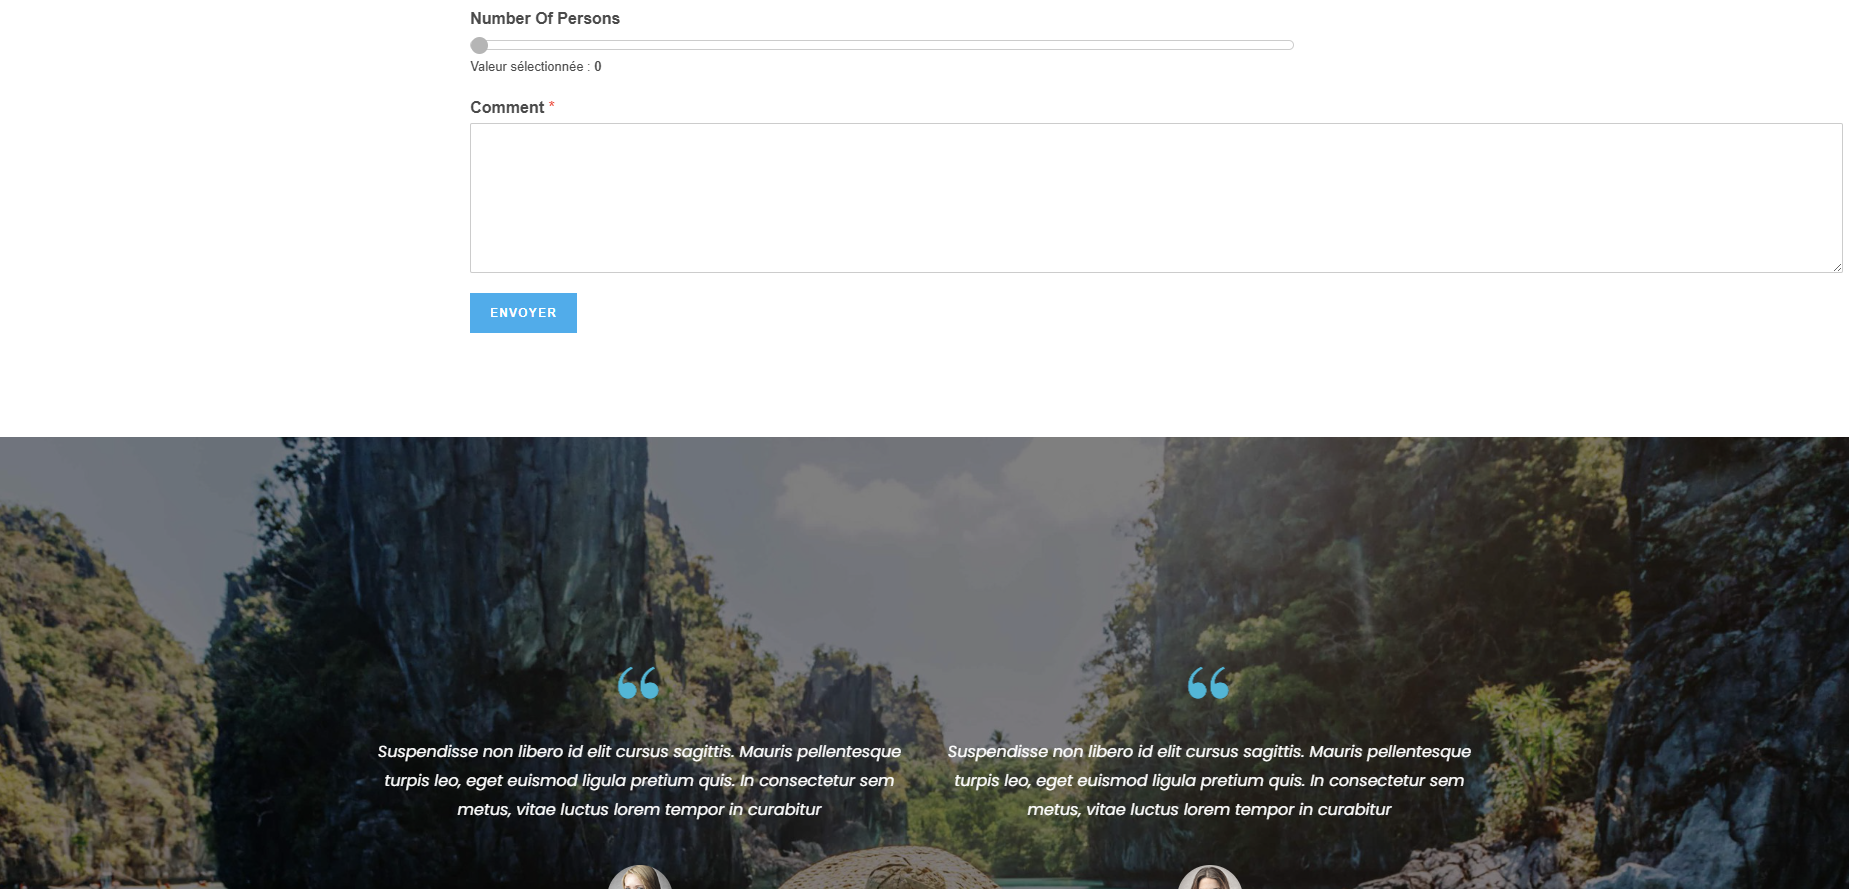 Number Of Persons
Valeur sélectionnée : 0
Comment *
ENVOYER
Suspendisse non libero id elit cursus sagittis. Mauris pellentesque
turpis leo, eget euismod ligula pretium quis. In consectetur sem
metus, vitae luctus lorem tempor in curabitur
Suspendisse non libero id elit cursus sagittis. Mauris pellentesque
turpis leo, eget euismod ligula pretium quis. In consectetur sem
metus, vitae luctus lorem tempor in curabitur